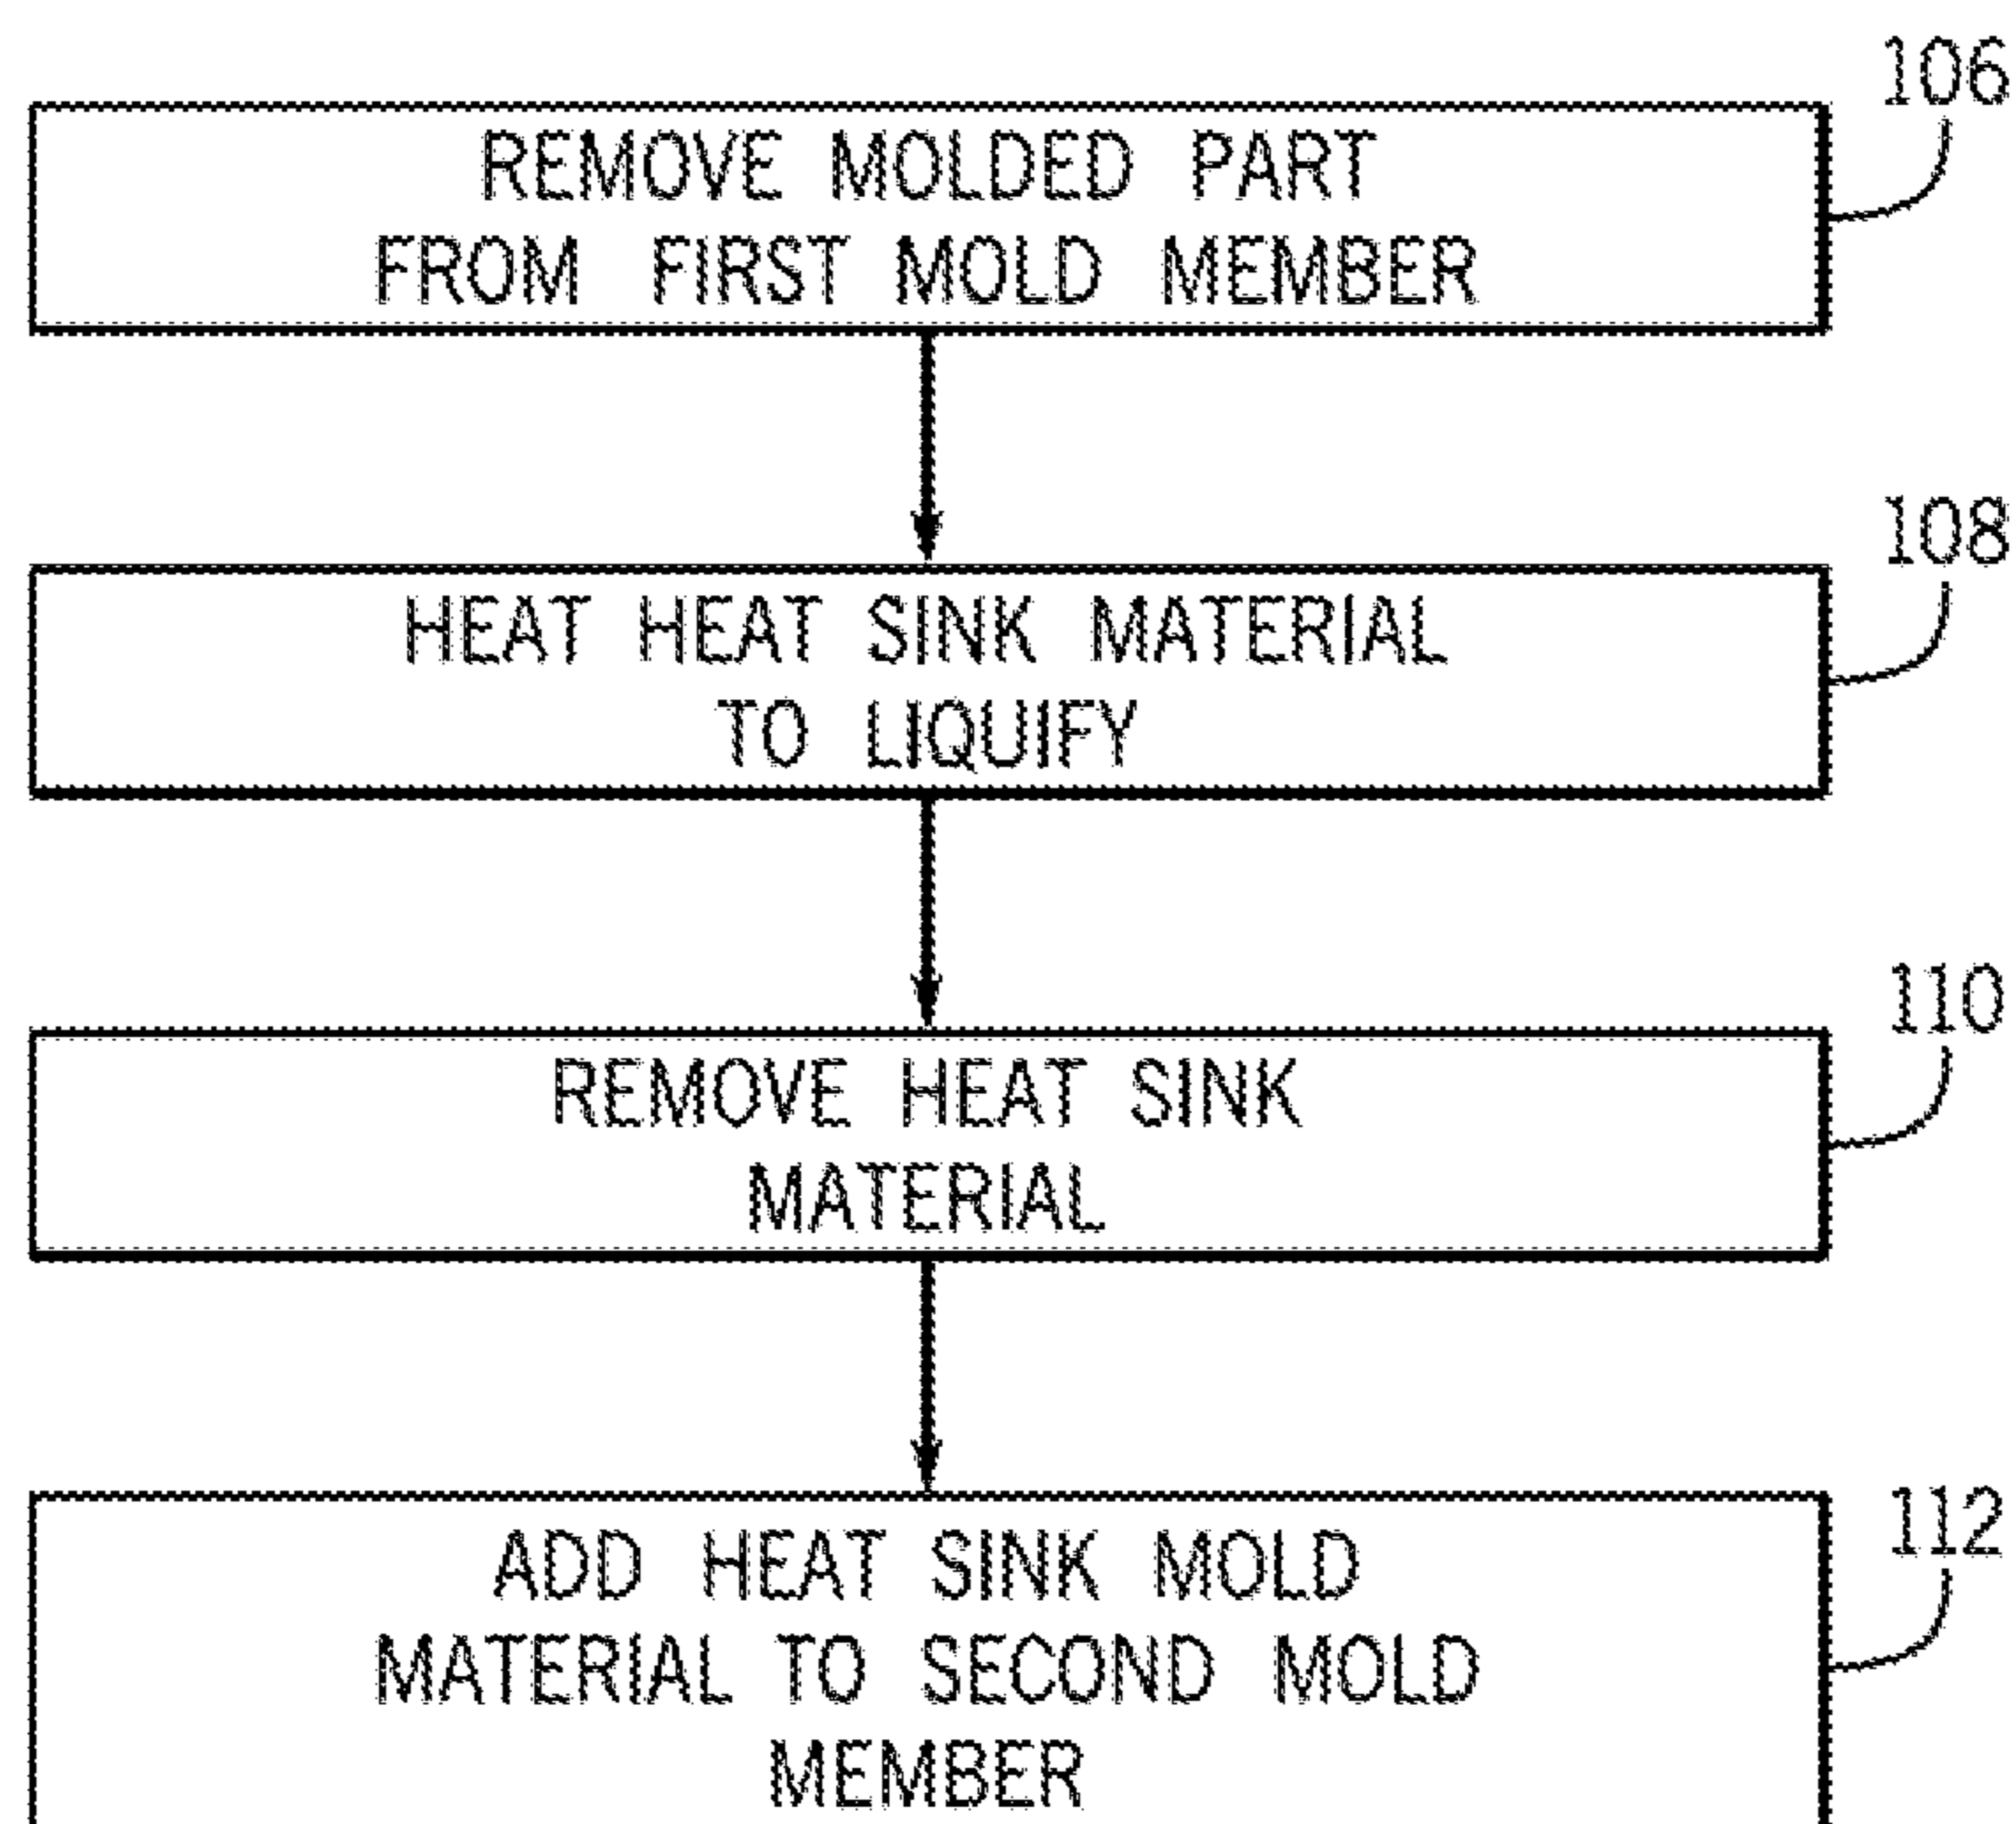 106
REMOVE MOLDED PART
FROM FIRST MOLD MEMBER
108
HEAT HEAT SINK MATERIAL
TO LIQUIFY
110
REMOVE HEAT SINK
MATERIAL
112
ADD HEAT SINK MOLD
MATERIAL TO SECOND MOLD
MEMBER